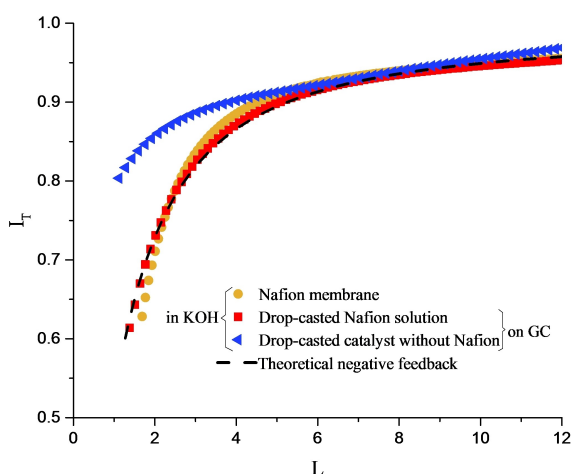 1.0
0.9
0.8
0.7
0.6
0.5
I_T
0 2 4 6 8 10 12
L
in KOH
Nafion membrane
Drop-casted Nafion solution
Drop-casted catalyst without Nafion
on GC
Theoretical negative feedback